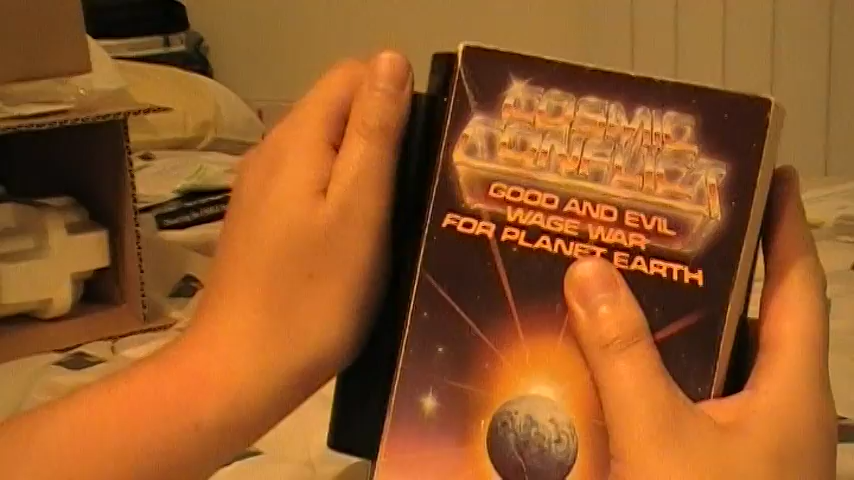 COSMIC
CONFLICT
GOOD AND EVIL
WAGE WAR
FOR PLANET EARTH